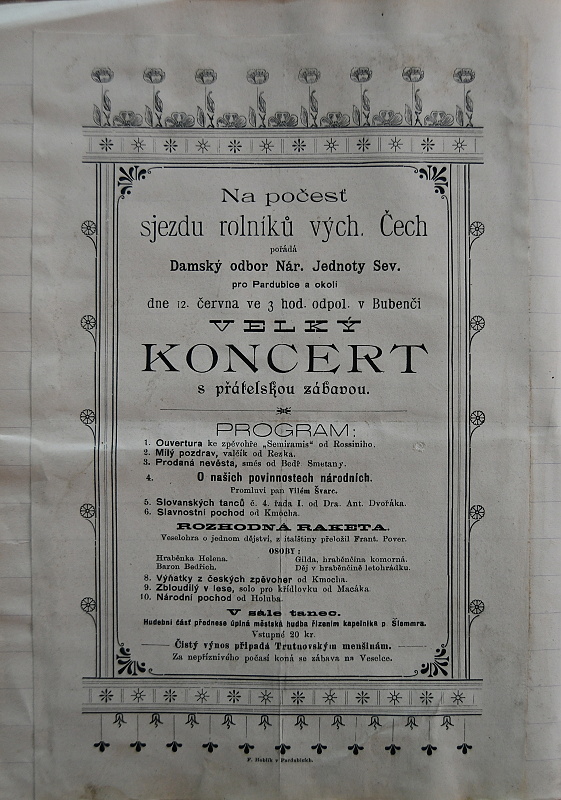 Na počesť
sjezdu rolníků vých. Čech
pořádá
Damský odbor Nár. Jednoty Sev.
pro Pardubice a okolí
dne 12. června ve 3 hod. odpol. v Bubenči
VELKÝ
KONCERT
s přátelskou zábavou.
PROGRAM:
1. Ouvertura ke zpěvohře „Semiramis" od Rossiniho.
2. Milý pozdrav, valčík od Rezka.
3. Prodaná nevěsta, směs od Bedř. Smetany.
4. O našich povinnostech národních.
Promluví pan Vilém Švarc.
5. Slovanských tanců č. 4. řada I. od Dra. Ant. Dvořáka.
6. Slavnostní pochod od Kmocha.
ROZHODNÁ RAKETA.
Veselohra o jednom dějství, z italštiny přeložil Frant. Pover.
OSOBY:
Hraběnka Helena. Gilda, hraběnčina komorná.
Baron Bedřich. Děj v hraběnčině letohrádku.
8. Výňatky z českých zpěvoher od Kmocha.
9. Zbloudilý v lese, solo pro křídlovku od Macáka.
10. Národní pochod od Holuba.
V sále tanec.
Hudební část přednese úplná městská hudba řízením kapelníka p. Šlemmra.
Vstupné 20 kr.
Čistý výnos připadá Trutnovským menšinám.
Za nepříznivého počasí koná se zábava na Veselce.
F. Hoblík v Pardubicích.